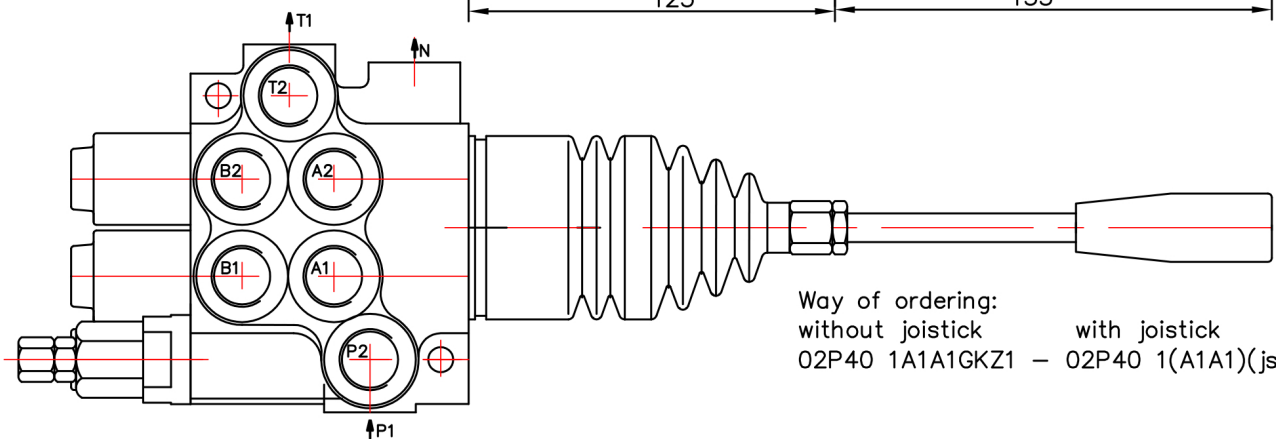 T1
N
T2
B2 A2
B1 A1
Way of ordering:
without joistick with joistick
P2
02P40 1A1A1GKZ1 – 02P40 1(A1A1)(js
P1